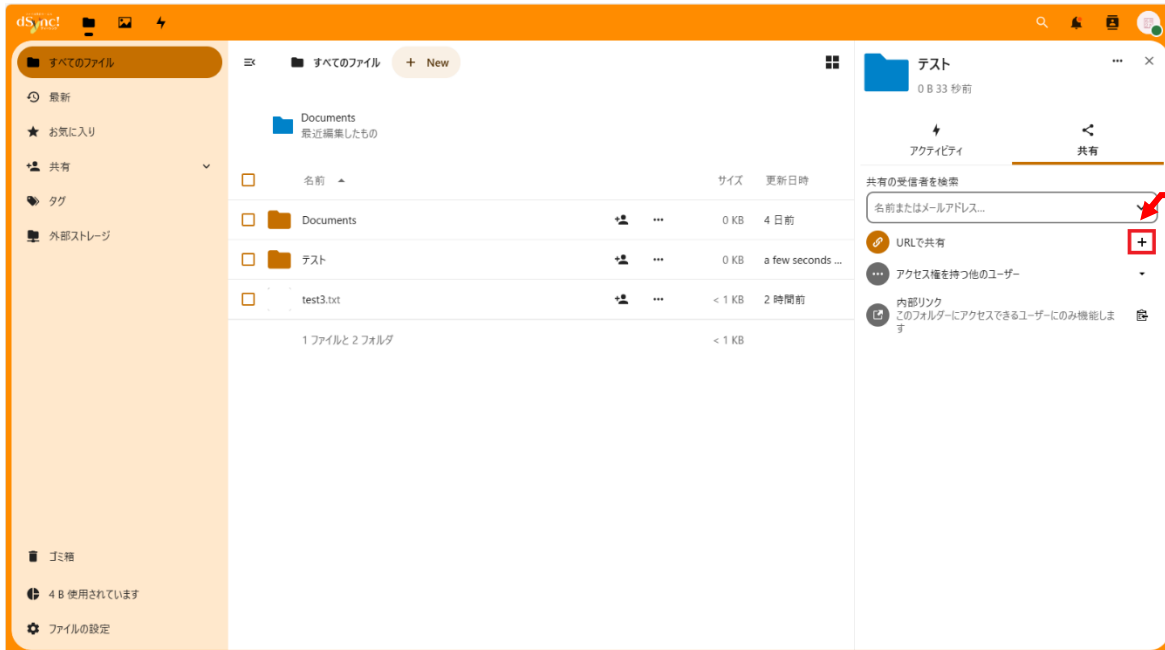 dSync!
すべてのファイル
最新
お気に入り
共有
タグ
外部ストレージ
ゴミ箱
4 B 使用されています
ファイルの設定
すべてのファイル
+ New
Documents
最近編集したもの
名前 サイズ 更新日時
Documents 0 KB 4 日前
テスト 0 KB a few seconds ...
test3.txt < 1 KB 2 時間前
1 ファイルと 2 フォルダ < 1 KB
テスト
0 B 33 秒前
アクティビティ 共有
共有の受信者を検索
名前またはメールアドレス...
URLで共有
アクセス権を持つ他のユーザー
内部リンク
このフォルダーにアクセスできるユーザーにのみ機能しま
す